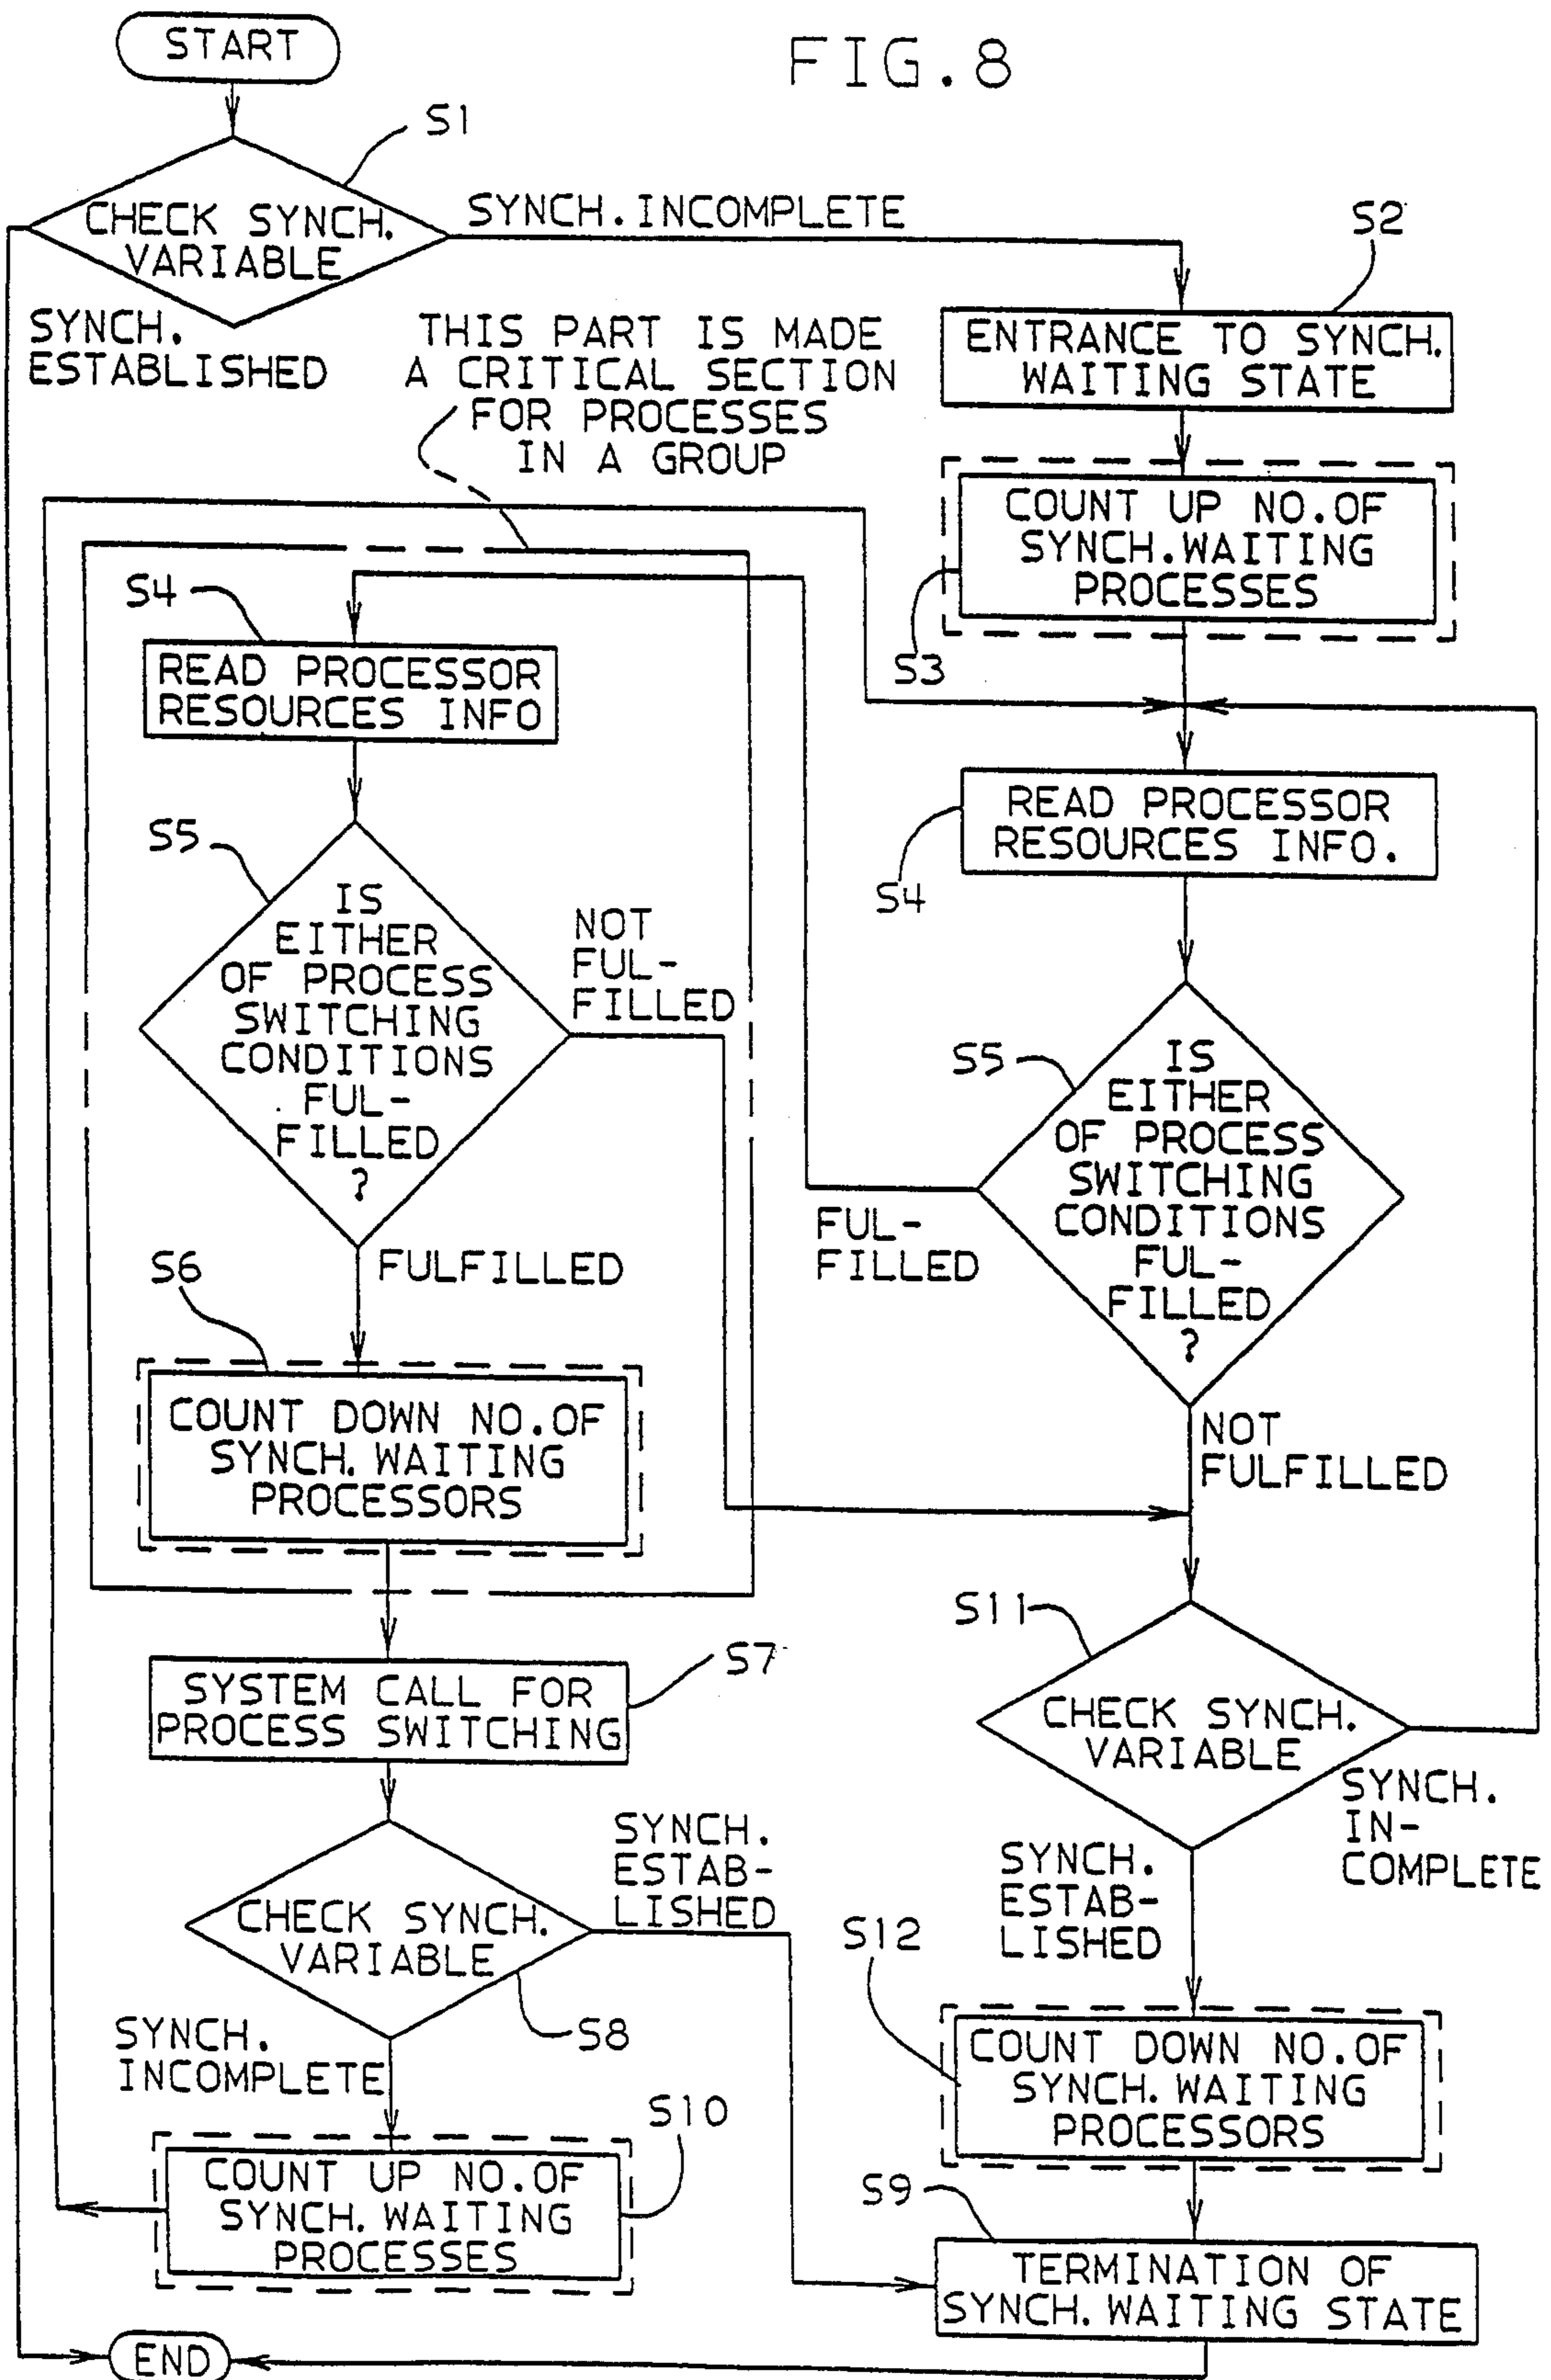 START
FIG.8
S1
CHECK SYNCH.
VARIABLE
SYNCH.INCOMPLETE
SYNCH.
ESTABLISHED
S2
ENTRANCE TO SYNCH.
WAITING STATE
THIS PART IS MADE
A CRITICAL SECTION
FOR PROCESSES
IN A GROUP
COUNT UP NO.OF
SYNCH.WAITING
PROCESSES
S3
S4
READ PROCESSOR
RESOURCES INFO
READ PROCESSOR
RESOURCES INFO.
S4
S5
IS
EITHER
OF PROCESS
SWITCHING
CONDITIONS
FUL-
FILLED
?
NOT
FUL-
FILLED
S5
IS
EITHER
OF PROCESS
SWITCHING
CONDITIONS
FUL-
FILLED
?
FUL-
FILLED
FULFILLED
NOT
FULFILLED
S6
COUNT DOWN NO.OF
SYNCH.WAITING
PROCESSORS
S7
SYSTEM CALL FOR
PROCESS SWITCHING
S11
CHECK SYNCH.
VARIABLE
SYNCH.
IN-
COMPLETE
SYNCH.
ESTAB-
LISHED
CHECK SYNCH.
VARIABLE
SYNCH.
ESTAB-
LISHED
S8
SYNCH.
INCOMPLETE
S12
COUNT DOWN NO.OF
SYNCH.WAITING
PROCESSORS
S10
COUNT UP NO.OF
SYNCH.WAITING
PROCESSES
S9
TERMINATION OF
SYNCH.WAITING STATE
END